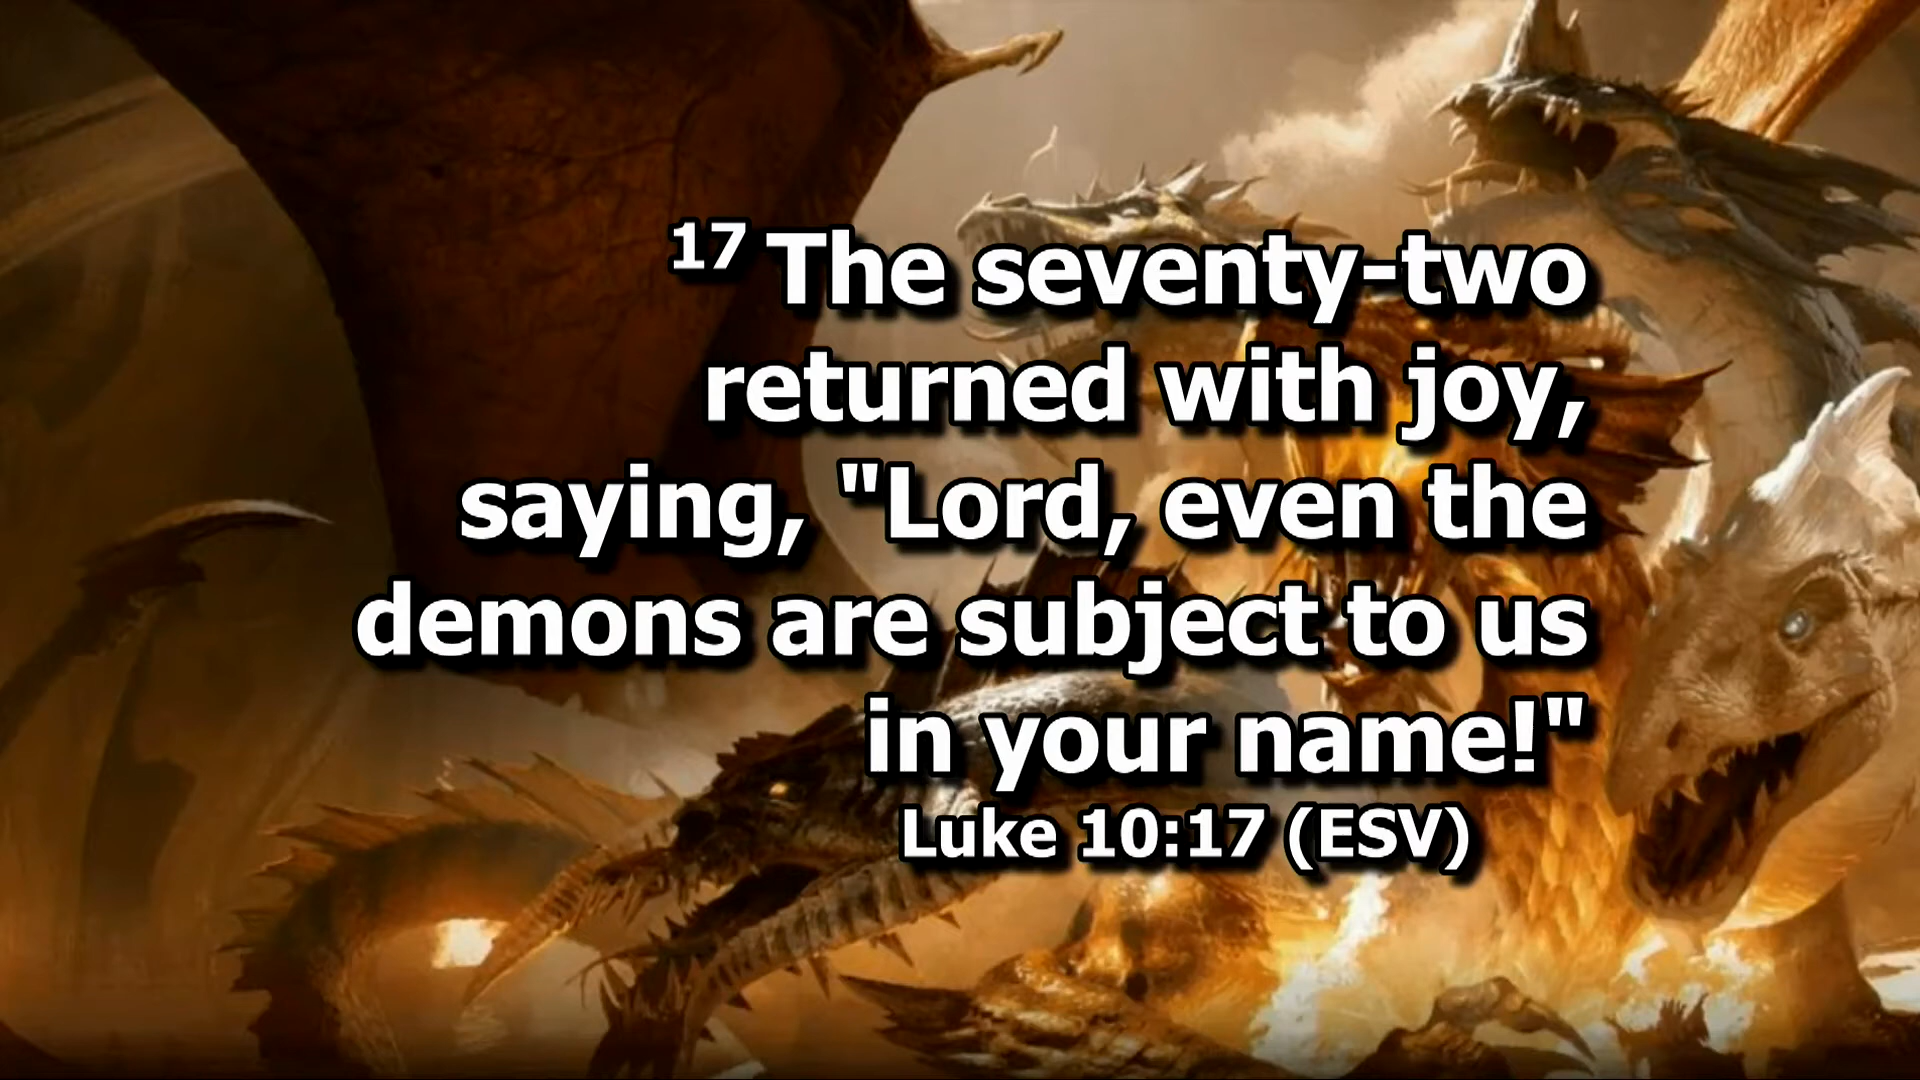 17 The seventy-two
returned with joy,
saying, "Lord, even the
demons are subject to us
in your name!"
Luke 10:17 (ESV)